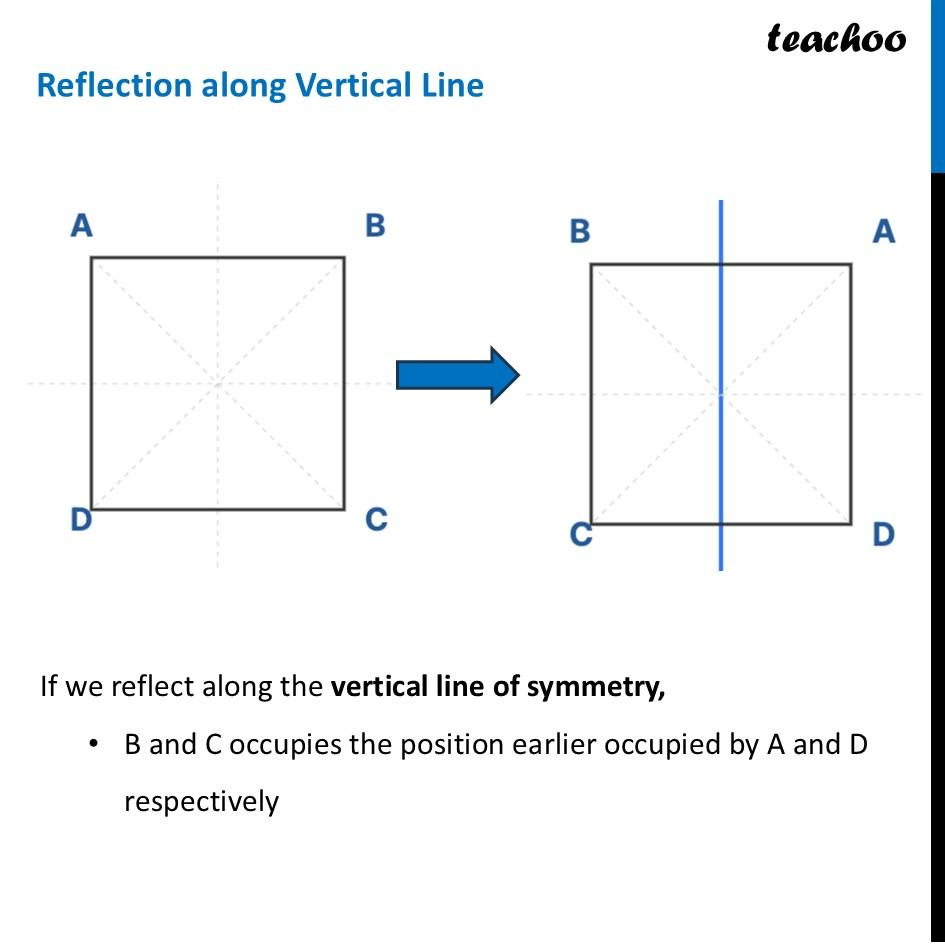 teachoo
Reflection along Vertical Line
A B
B A
D C
C D
If we reflect along the vertical line of symmetry,
• B and C occupies the position earlier occupied by A and D
respectively